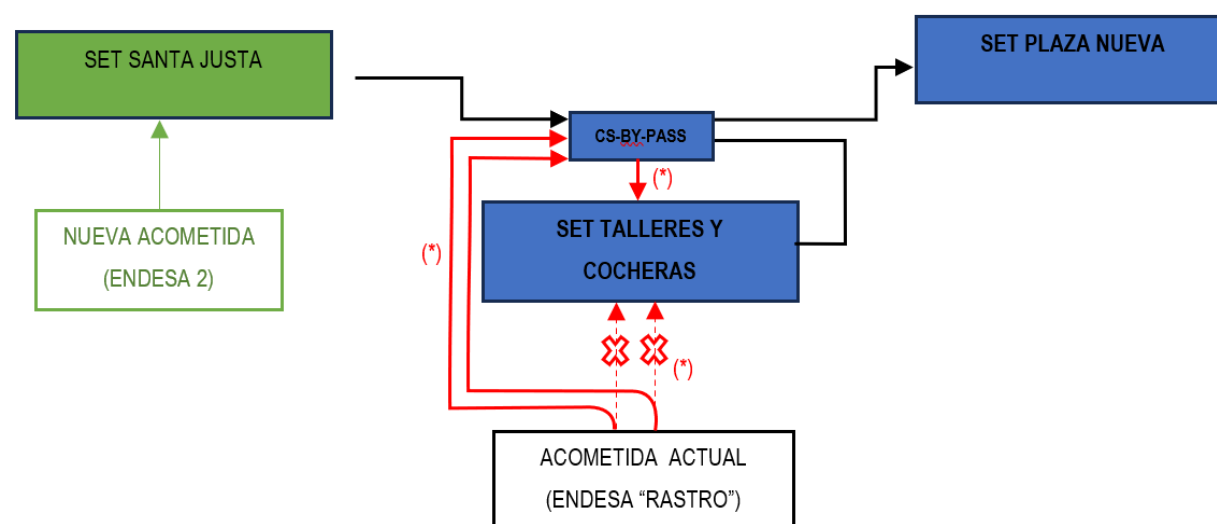 SET SANTA JUSTA
SET PLAZA NUEVA
CS-BY-PASS
(*)
SET TALLERES Y
COCHERAS
NUEVA ACOMETIDA
(ENDESA 2)
(*)
(*)
ACOMETIDA ACTUAL
(ENDESA “RASTRO”)